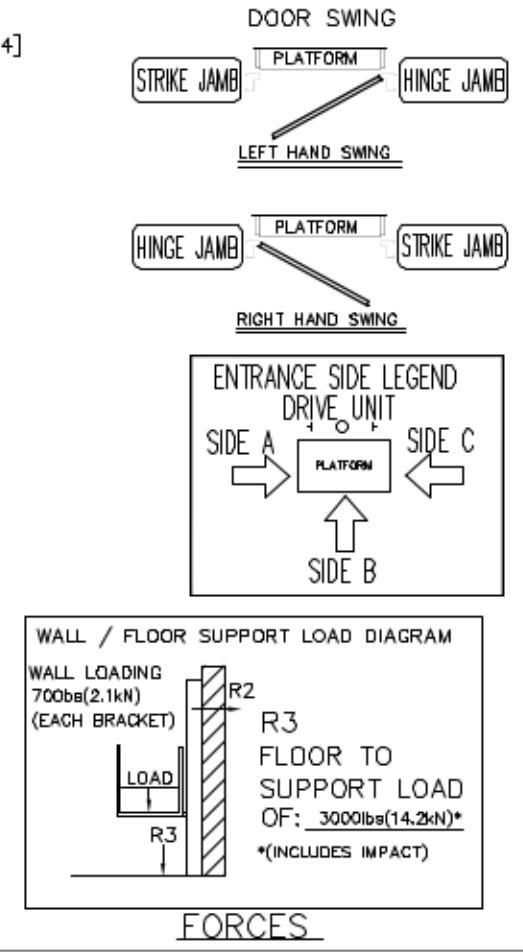 DOOR SWING
4]
PLATFORM
STRIKE JAMB
HINGE JAMB
LEFT HAND SWING
PLATFORM
HINGE JAMB
STRIKE JAMB
RIGHT HAND SWING
ENTRANCE SIDE LEGEND
DRIVE UNIT
SIDE A
SIDE C
PLATFORM
SIDE B
WALL / FLOOR SUPPORT LOAD DIAGRAM
WALL LOADING
700bs(2.1kN)
(EACH BRACKET)
R2
LOAD
R3
R3
FLOOR TO
SUPPORT LOAD
OF: 3000lbs(14.2kN)*
*(INCLUDES IMPACT)
FORCES